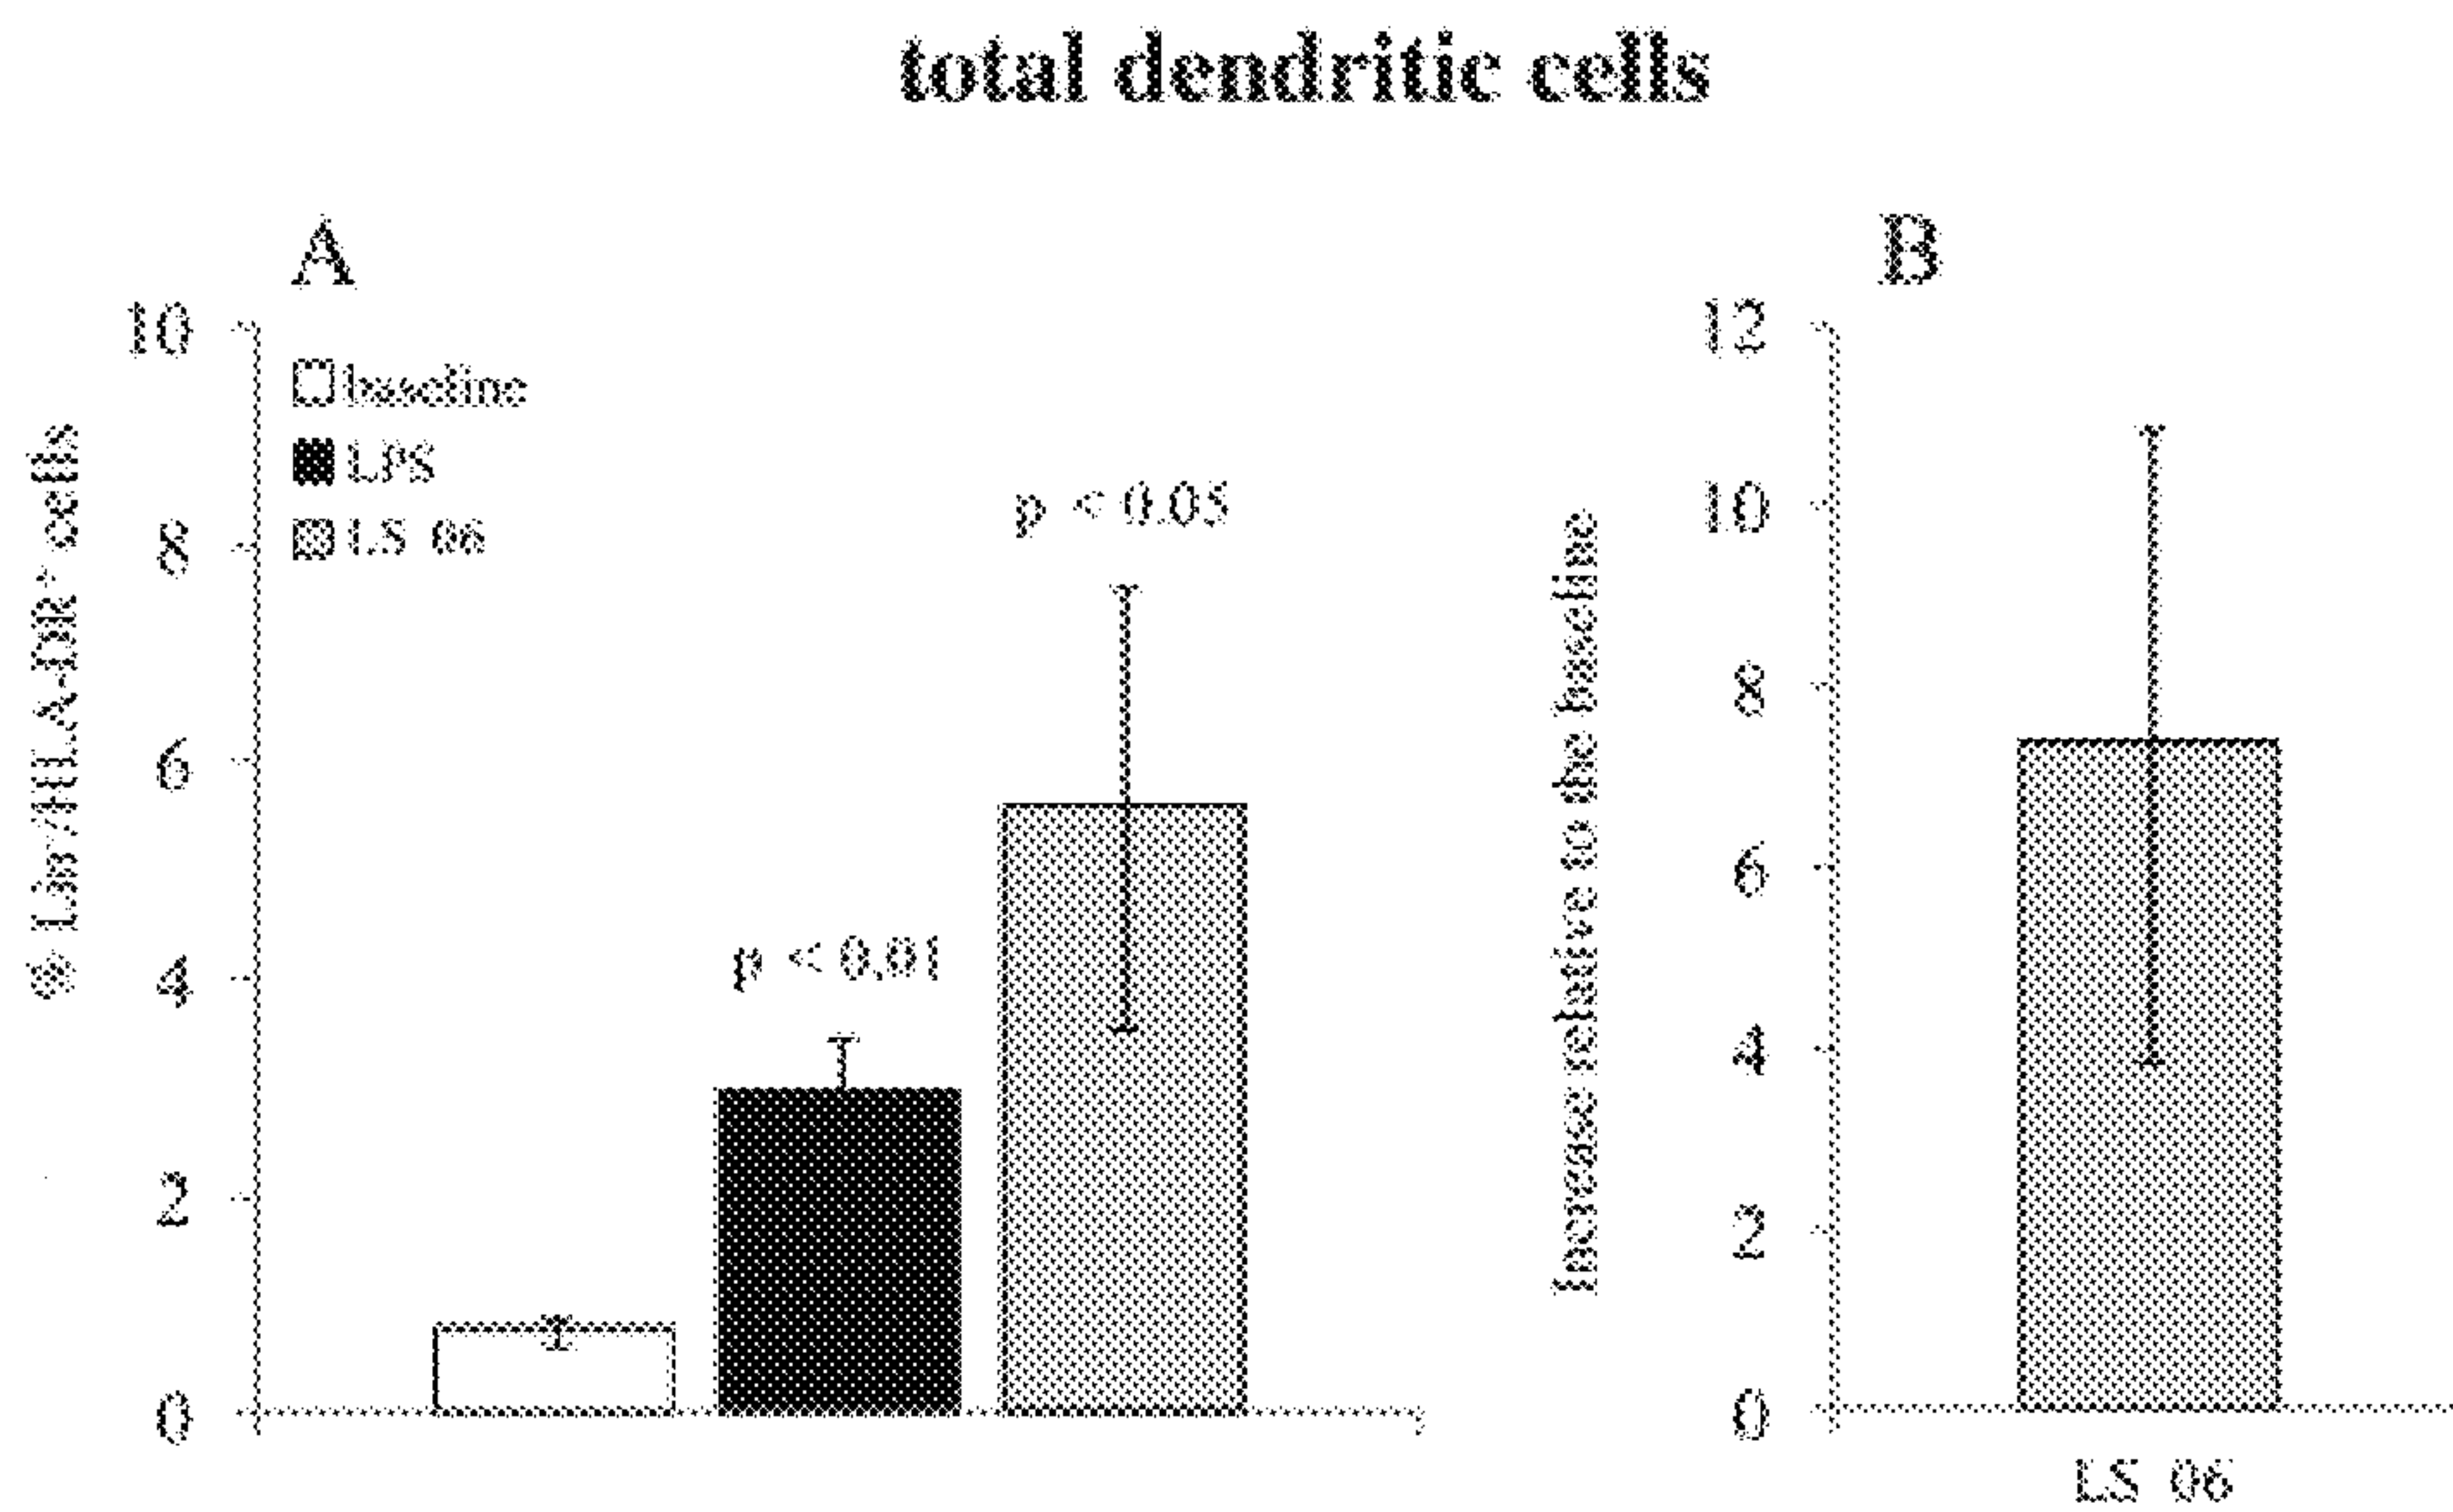 total dendritic cells
A
% Lin⁻/HLA-DR⁺ cells
10
8
6
4
2
0
baseline
LPS
LS 06
p < 0.01
p < 0.05
B
Increase relative to the baseline
12
10
8
6
4
2
0
LS 06